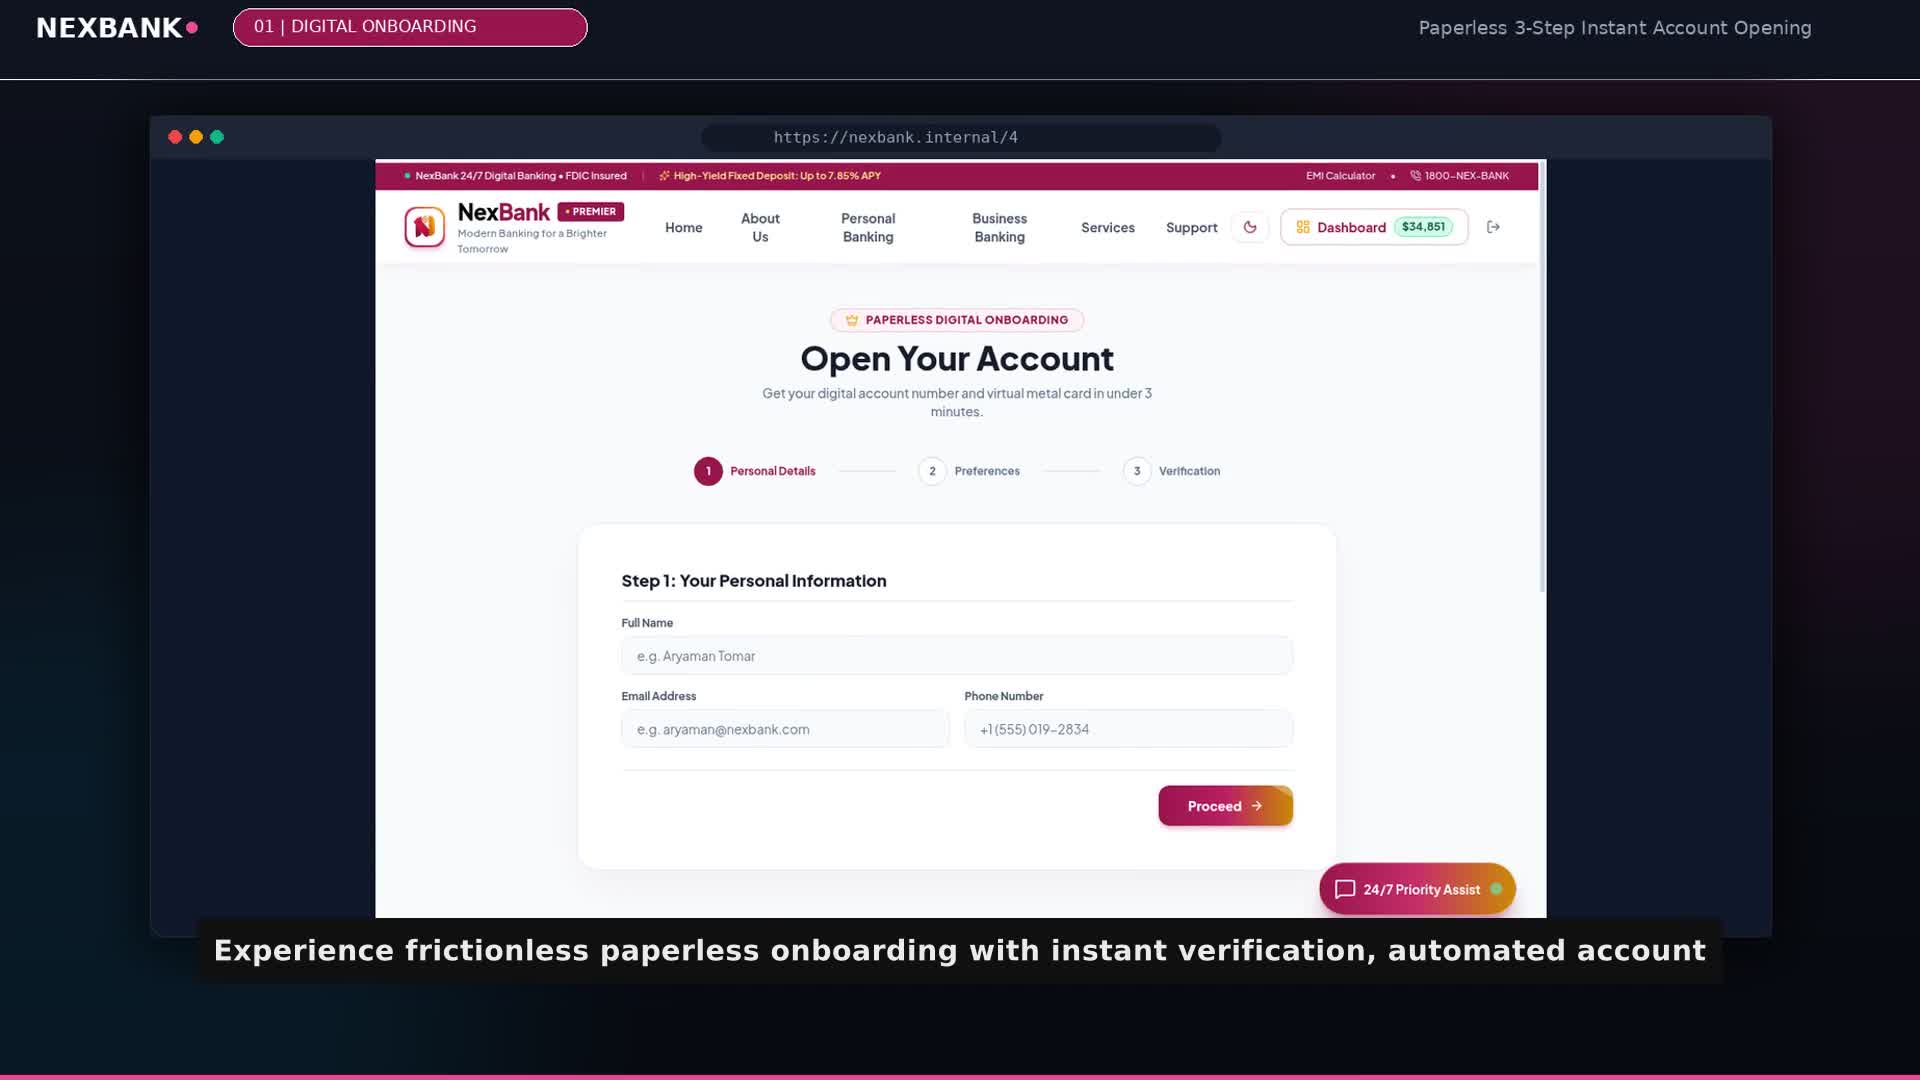 NEXBANK
01 | DIGITAL ONBOARDING
Paperless 3-Step Instant Account Opening
https://nexbank.internal/4
NexBank 24/7 Digital Banking • FDIC Insured
High-Yield Fixed Deposit: Up to 7.85% APY
EMI Calculator • 1800-NEX-BANK
NexBank
• PREMIER
Modern Banking for a Brighter
Tomorrow
Home
About
Us
Personal
Banking
Business
Banking
Services
Support
Dashboard $34,851
PAPERLESS DIGITAL ONBOARDING
Open Your Account
Get your digital account number and virtual metal card in under 3
minutes.
1 Personal Details
2 Preferences
3 Verification
Step 1: Your Personal Information
Full Name
e.g. Aryaman Tomar
Email Address
Phone Number
e.g. aryaman@nexbank.com
+1 (555) 019-2834
Proceed →
24/7 Priority Assist
Experience frictionless paperless onboarding with instant verification, automated account